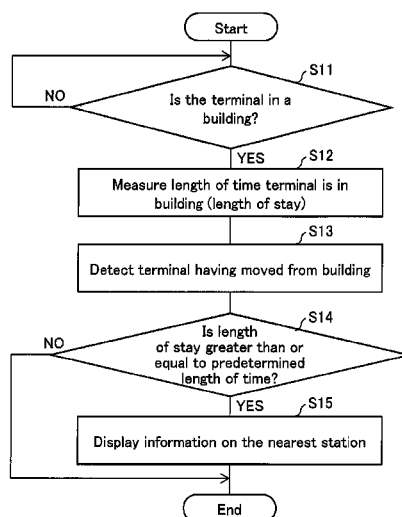 Start
S11
NO
Is the terminal in a
building?
YES
S12
Measure length of time terminal is in
building (length of stay)
S13
Detect terminal having moved from building
S14
NO
Is length
of stay greater than or
equal to predetermined
length of time?
YES
S15
Display information on the nearest station
End